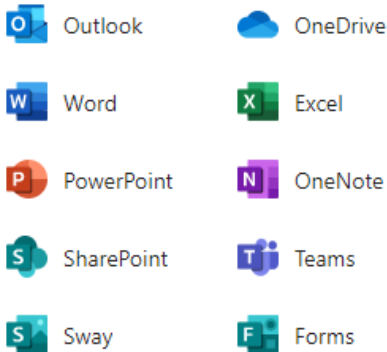 Outlook OneDrive
Word Excel
PowerPoint OneNote
SharePoint Teams
Sway Forms